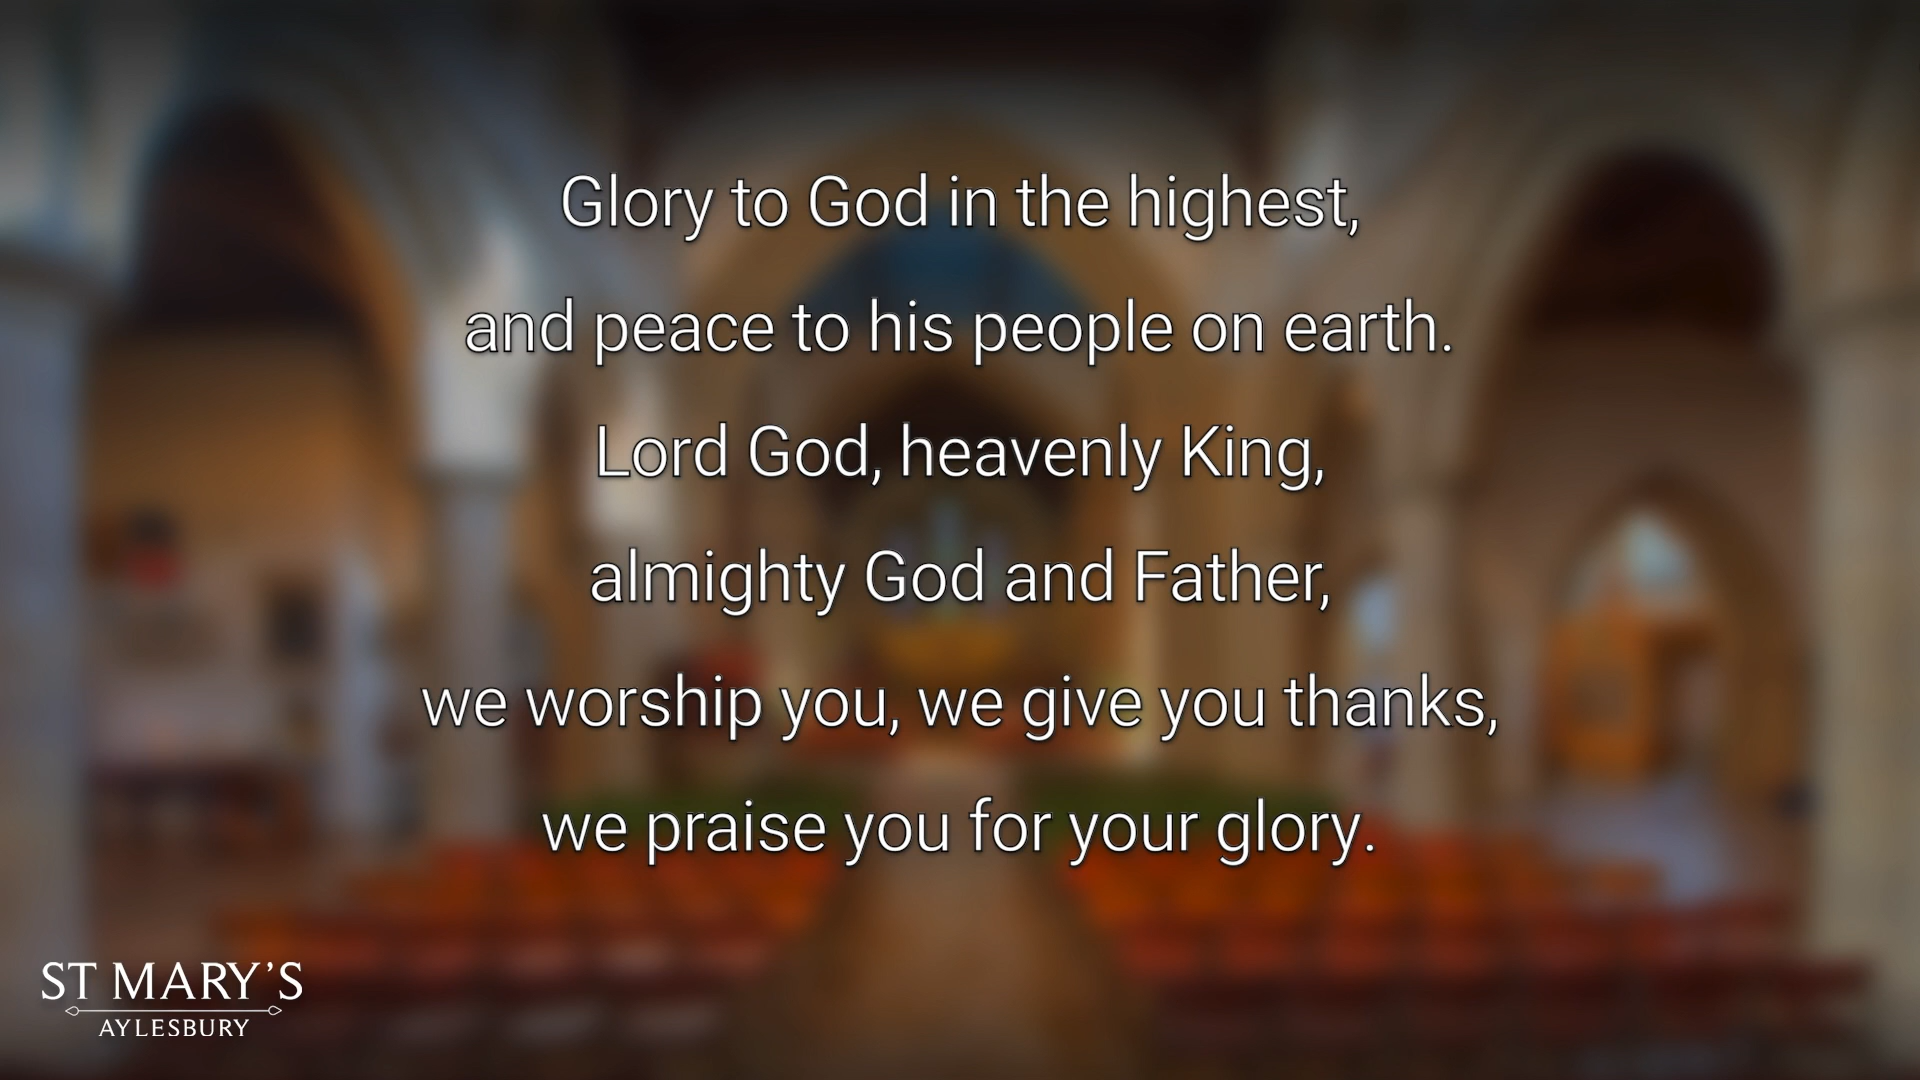 Glory to God in the highest,
and peace to his people on earth.
Lord God, heavenly King,
almighty God and Father,
we worship you, we give you thanks,
we praise you for your glory.
ST MARY’S
AYLESBURY